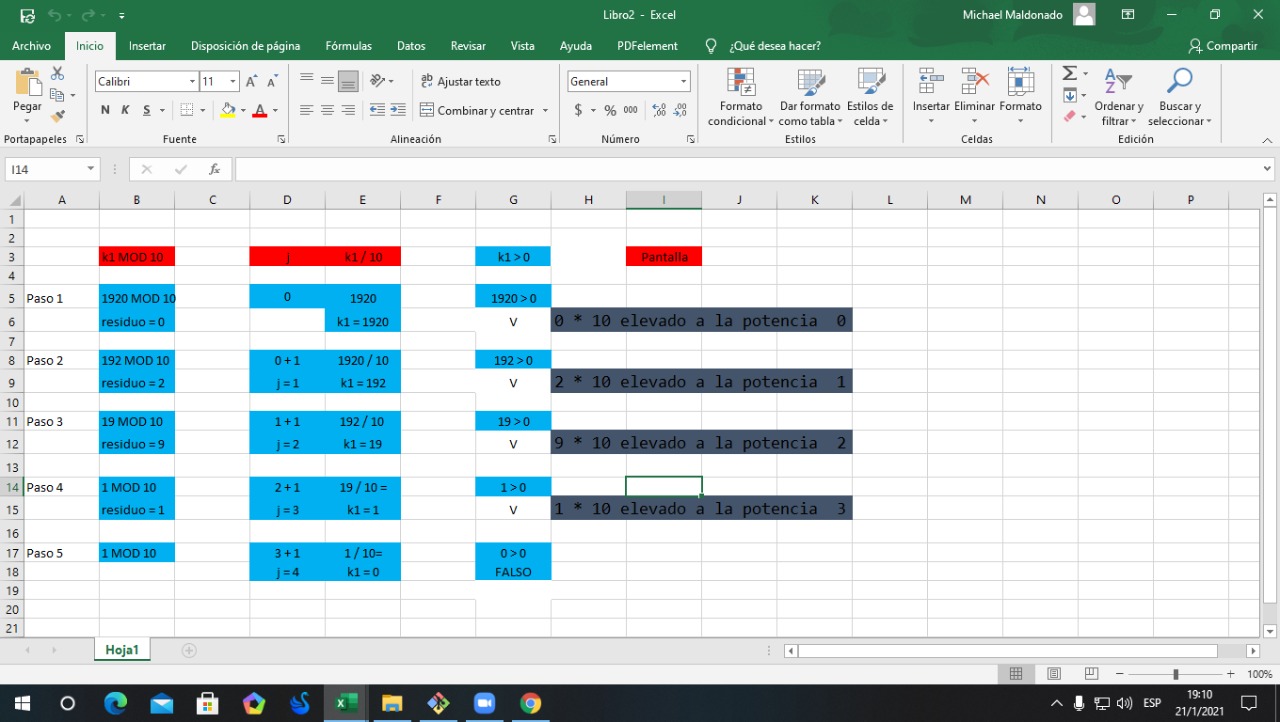 Libro2 - Excel
Michael Maldonado
Archivo Inicio Insertar Disposición de página Fórmulas Datos Revisar Vista Ayuda PDFelement ¿Qué desea hacer? Compartir
Pegar
Calibri 11
N K S
A A A
Ajustar texto
Combinar y centrar
General
$ % 000
Formato condicional
Dar formato como tabla
Estilos de celda
Insertar Eliminar Formato
Ordenar y filtrar
Buscar y seleccionar
Portapapeles Fuente Alineación Número Estilos Celdas Edición
I14 fx
A B C D E F G H I J K L M N O P
1
2
3 k1 MOD 10 j k1 / 10 k1 > 0 Pantalla
4
5 Paso 1 1920 MOD 10 0 1920 1920 > 0
6 residuo = 0 k1 = 1920 V 0 * 10 elevado a la potencia 0
7
8 Paso 2 192 MOD 10 0 + 1 1920 / 10 192 > 0
9 residuo = 2 j = 1 k1 = 192 V 2 * 10 elevado a la potencia 1
10
11 Paso 3 19 MOD 10 1 + 1 192 / 10 19 > 0
12 residuo = 9 j = 2 k1 = 19 V 9 * 10 elevado a la potencia 2
13
14 Paso 4 1 MOD 10 2 + 1 19 / 10 = 1 > 0
15 residuo = 1 j = 3 k1 = 1 V 1 * 10 elevado a la potencia 3
16
17 Paso 5 1 MOD 10 3 + 1 1 / 10= 0 > 0
18 j = 4 k1 = 0 FALSO
19
20
21
Hoja1
100%
ESP
19:10
21/1/2021